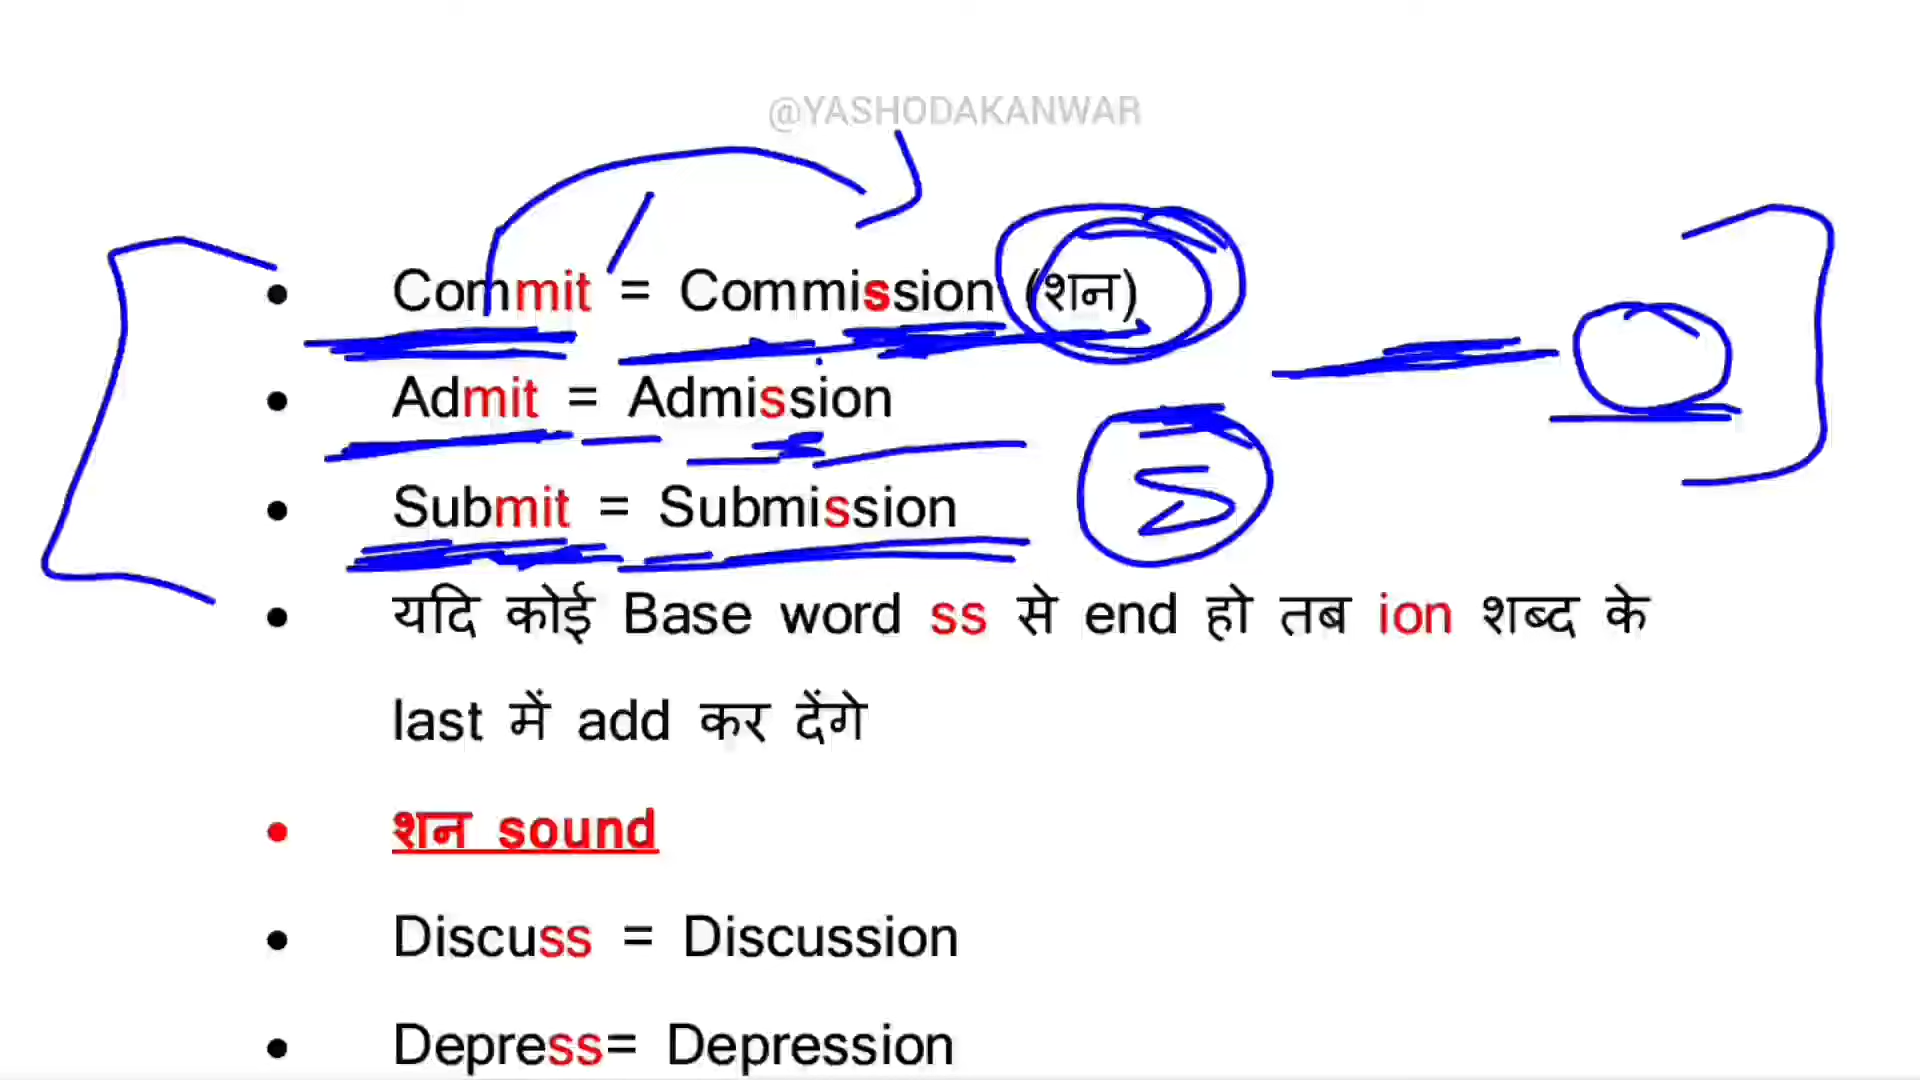 @YASHODAKANWAR
• Commit = Commission (शन)
• Admit = Admission
• Submit = Submission
• यदि कोई Base word ss से end हो तब ion शब्द के
last में add कर देंगे
• शन sound
• Discuss = Discussion
• Depress= Depression